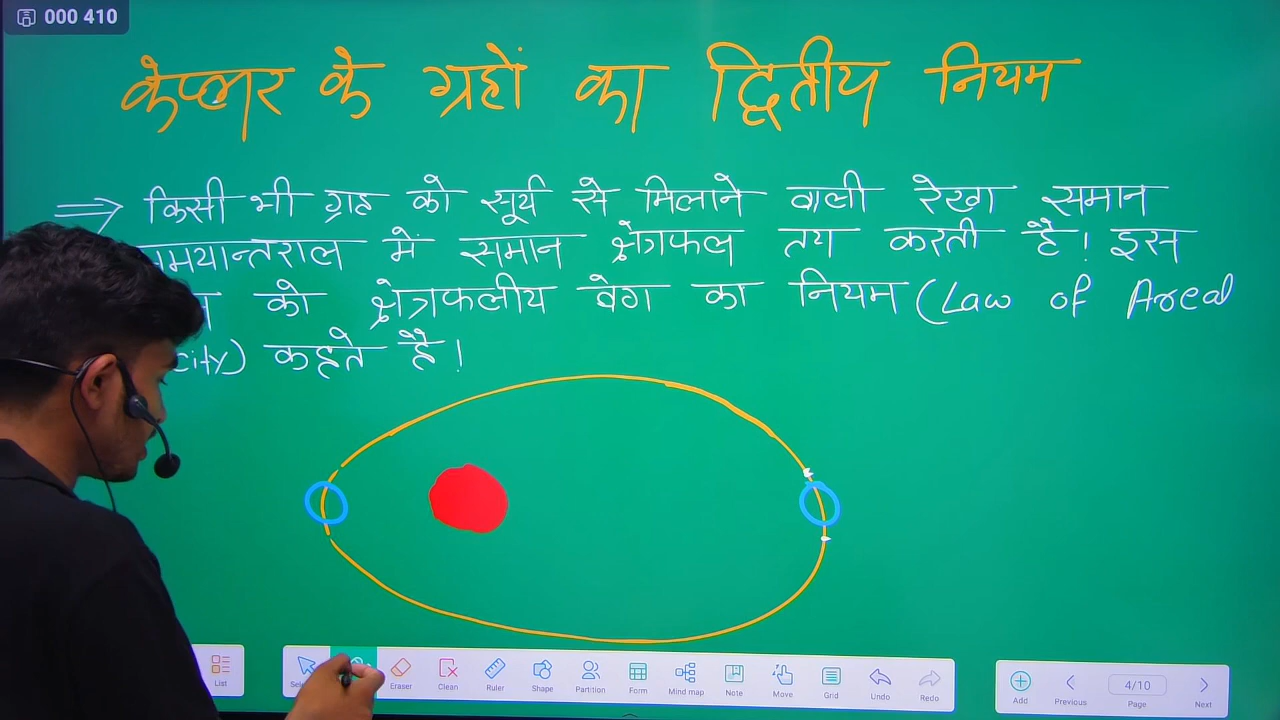 000 410
केप्लर के ग्रहों का द्वितीय नियम
⇒ किसी भी ग्रह को सूर्य से मिलाने वाली रेखा समान
मयान्तराल में समान क्षेत्रफल तय करती है! इस
को क्षेत्रफलीय वेग का नियम (Law of Areal
city) कहते है।
List
Eraser
Clean
Ruler
Shape
Partition
Form
Mind map
Note
Move
Grid
Undo
Redo
Add
Previous
4/10
Page
Next